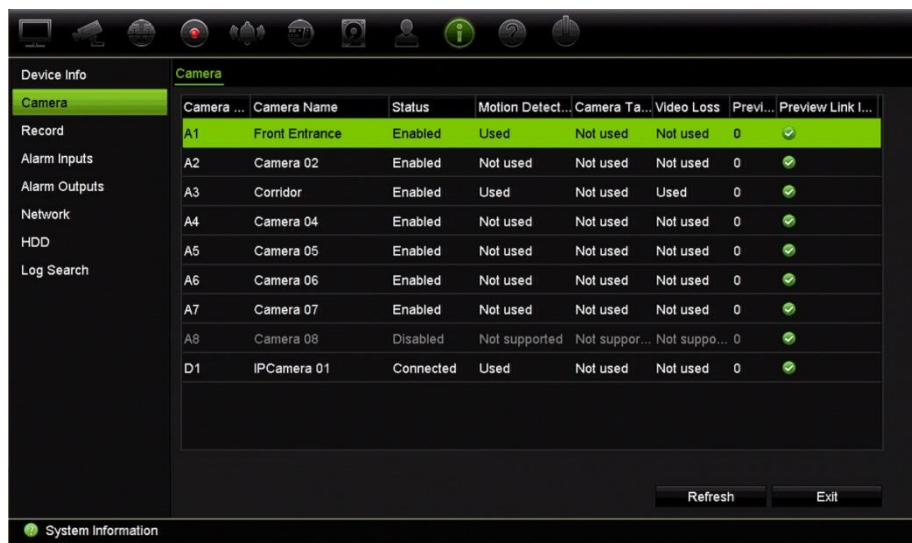 Device Info
Camera
Record
Alarm Inputs
Alarm Outputs
Network
HDD
Log Search
Camera
Camera ... Camera Name Status Motion Detect... Camera Ta... Video Loss Previ... Preview Link I...
A1 Front Entrance Enabled Used Not used Not used 0
A2 Camera 02 Enabled Not used Not used Not used 0
A3 Corridor Enabled Used Not used Used 0
A4 Camera 04 Enabled Not used Not used Not used 0
A5 Camera 05 Enabled Not used Not used Not used 0
A6 Camera 06 Enabled Not used Not used Not used 0
A7 Camera 07 Enabled Not used Not used Not used 0
A8 Camera 08 Disabled Not supported Not suppor... Not suppo... 0
D1 IPCamera 01 Connected Used Not used Not used 0
Refresh Exit
System Information